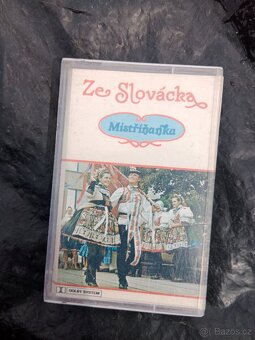 Ze Slovácka
Mistříňanka
DOLBY SYSTEM
Bazos.cz